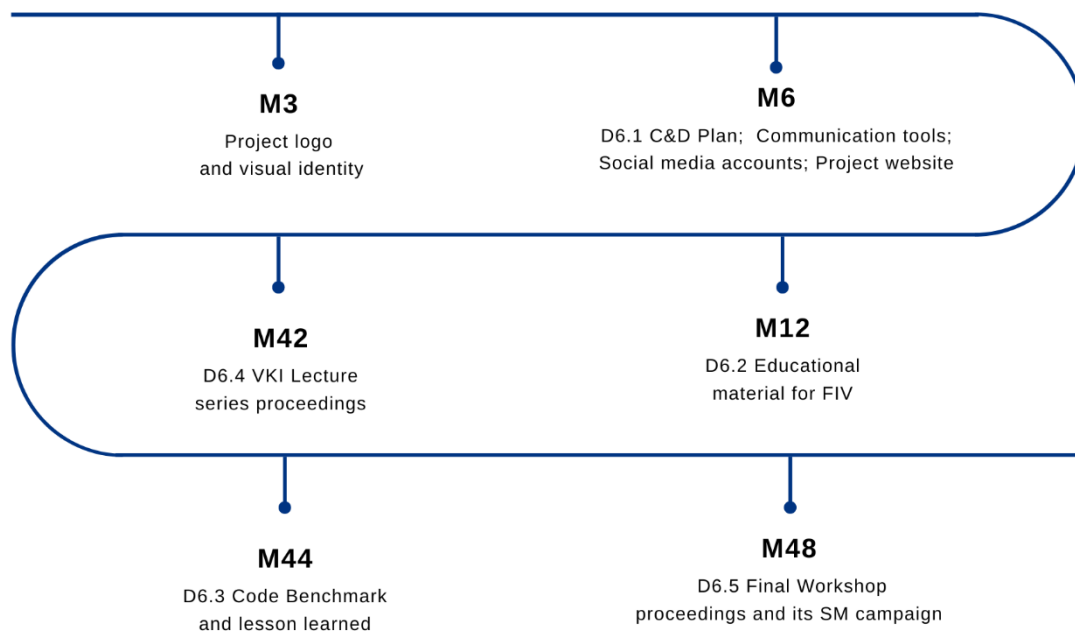 M3
Project logo
and visual identity
M6
D6.1 C&D Plan;  Communication tools;
Social media accounts; Project website
M42
D6.4 VKI Lecture
series proceedings
M12
D6.2 Educational
material for FIV
M44
D6.3 Code Benchmark
and lesson learned
M48
D6.5 Final Workshop
proceedings and its SM campaign